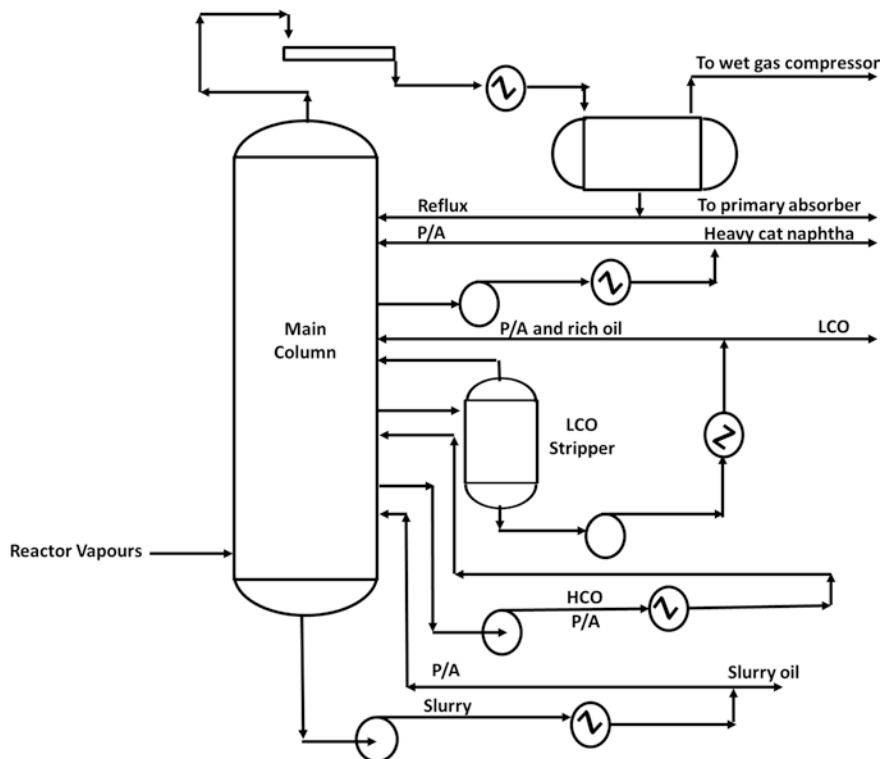 To wet gas compressor
Reflux
To primary absorber
P/A
Heavy cat naphtha
Main
Column
P/A and rich oil
LCO
LCO
Stripper
Reactor Vapours
HCO
P/A
P/A
Slurry oil
Slurry